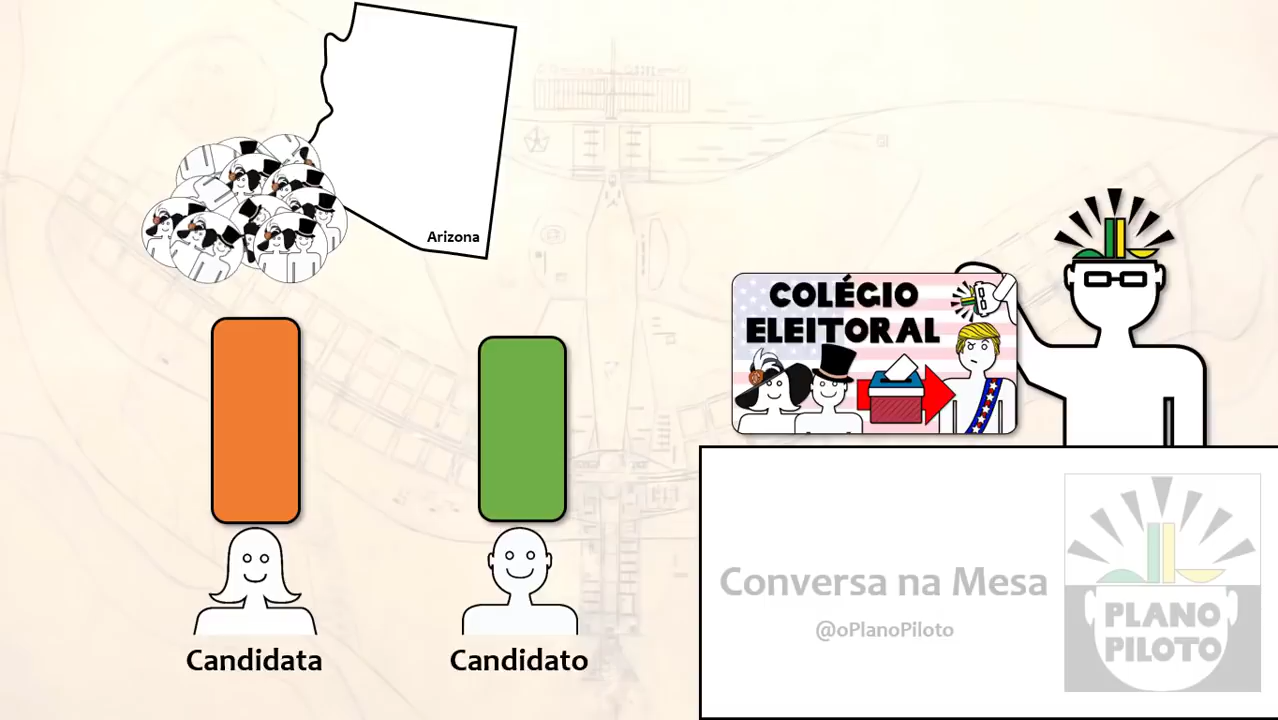 Arizona
COLÉGIO
ELEITORAL
Candidata
Candidato
Conversa na Mesa
@oPlanoPiloto
PLANO
PILOTO